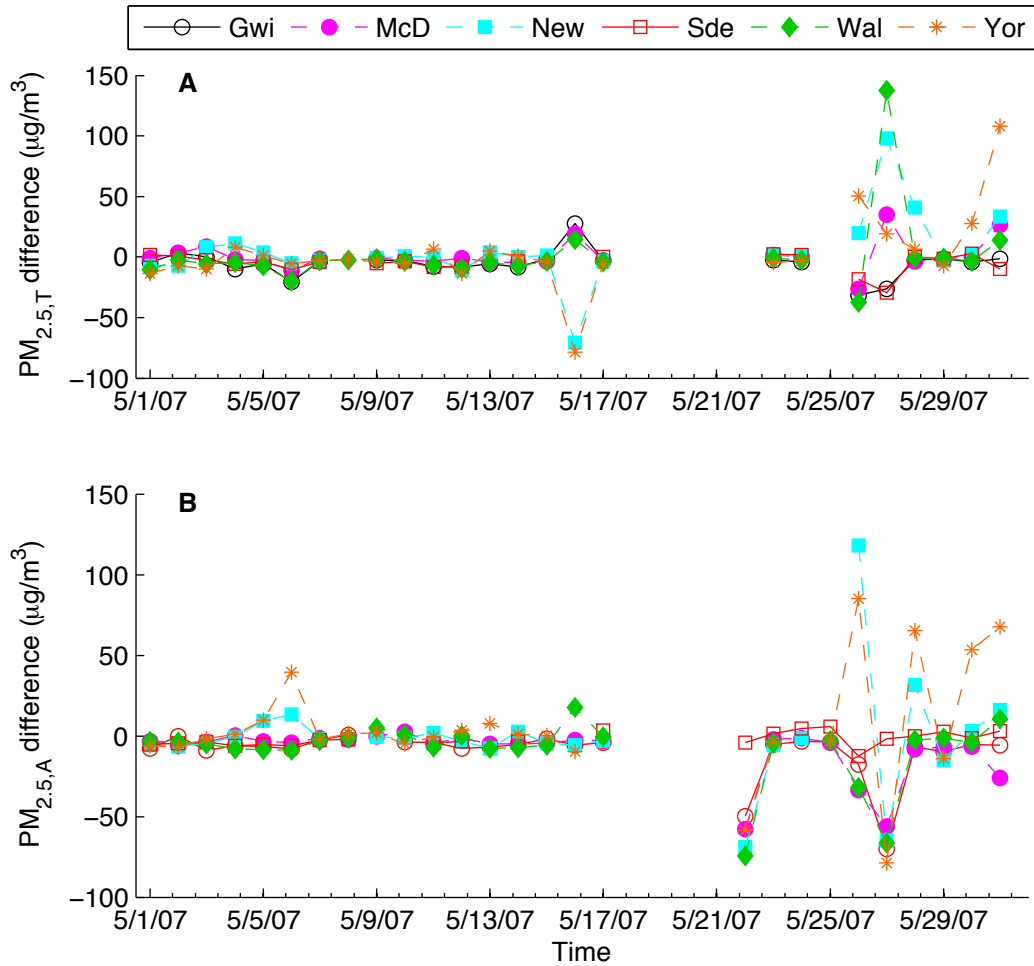 Gwi McD New Sde Wal Yor
A
PM2.5,T difference (μg/m3)
150
100
50
0
−50
−100
5/1/07 5/5/07 5/9/07 5/13/07 5/17/07 5/21/07 5/25/07 5/29/07
B
PM2.5,A difference (μg/m3)
150
100
50
0
−50
−100
5/1/07 5/5/07 5/9/07 5/13/07 5/17/07 5/21/07 5/25/07 5/29/07
Time